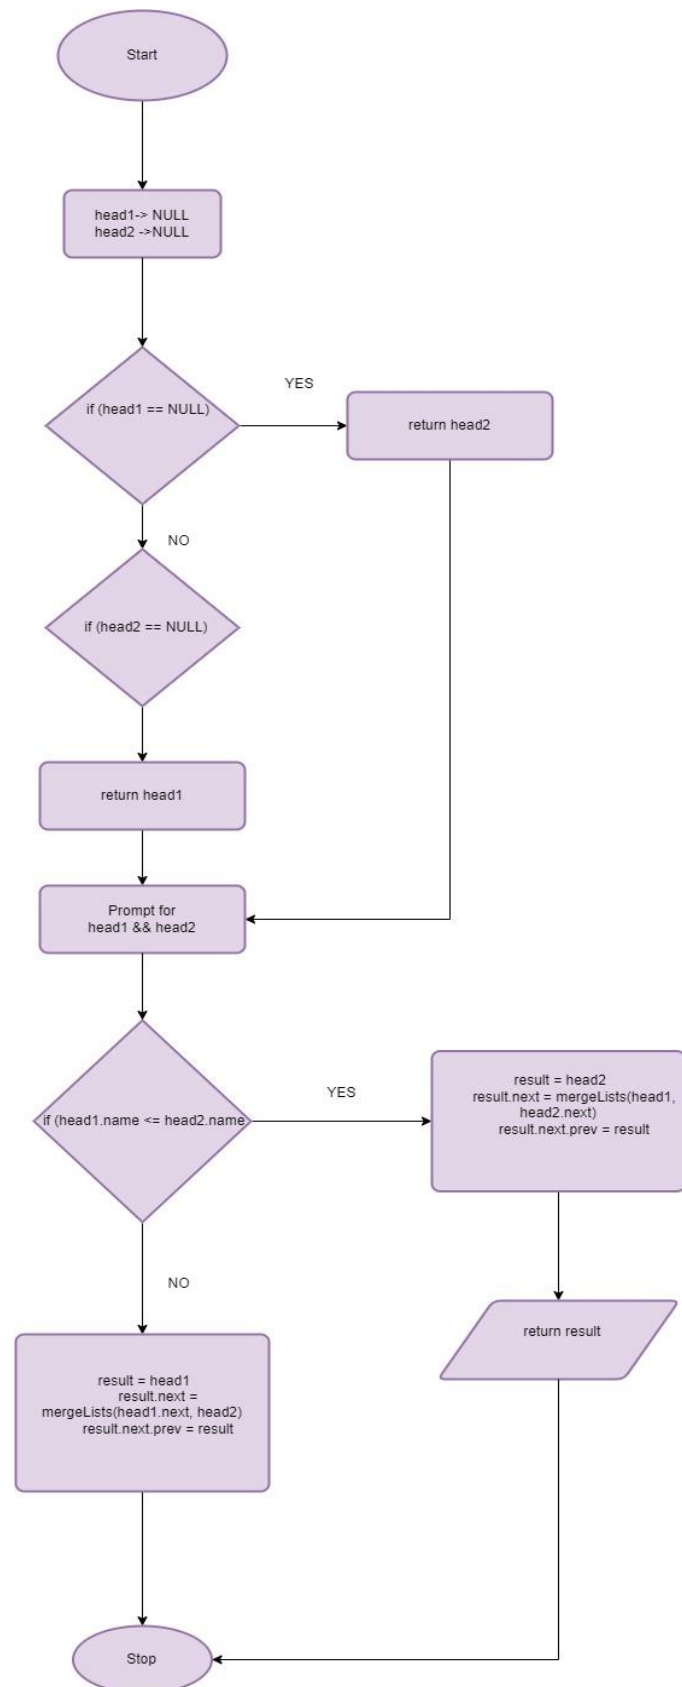 Start
head1-> NULL
head2 ->NULL
if (head1 == NULL)
YES
return head2
NO
if (head2 == NULL)
return head1
Prompt for
head1 && head2
if (head1.name <= head2.name
YES
result = head2
result.next = mergeLists(head1,
head2.next)
result.next.prev = result
NO
return result
result = head1
result.next =
mergeLists(head1.next, head2)
result.next.prev = result
Stop